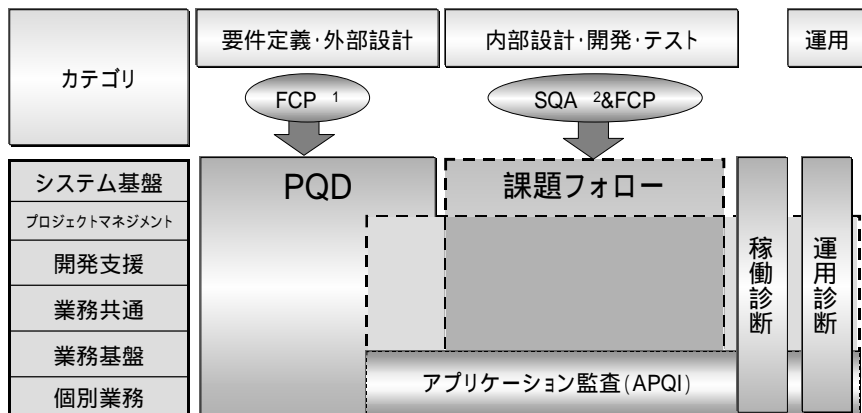 カテゴリ
要件定義・外部設計
内部設計・開発・テスト
運用
FCP 1
SQA 2&FCP
システム基盤
プロジェクトマネジメント
開発支援
業務共通
業務基盤
個別業務
PQD
課題フォロー
稼働診断
運用診断
アプリケーション監査(APQI)